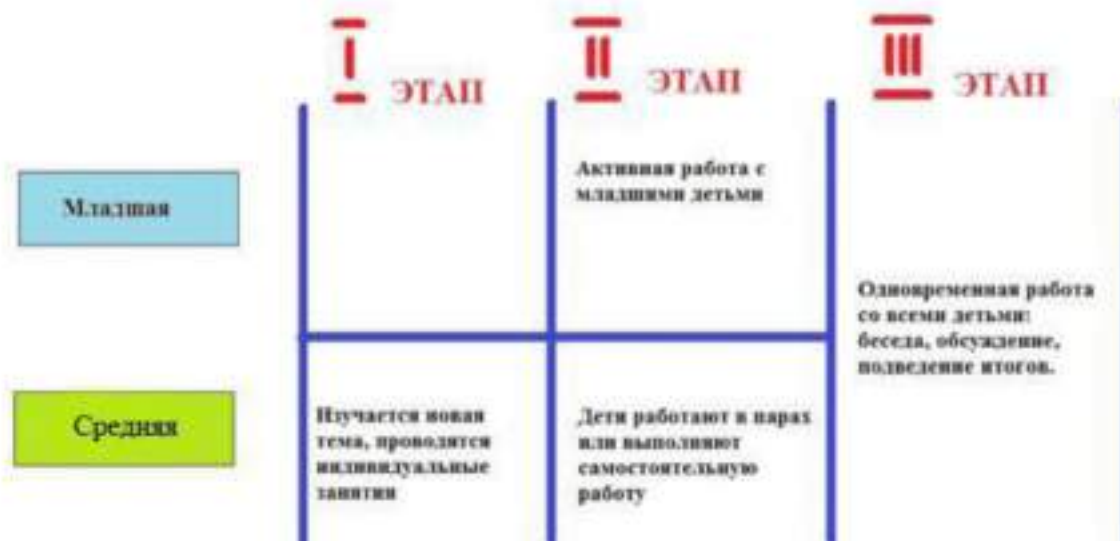 I ЭТАП
II ЭТАП
III ЭТАП
Младшая
Активная работа с
младшими детьми
Одновременная работа
со всеми детьми:
беседа, обсуждение,
подведение итогов.
Средняя
Изучается новая
тема, проводятся
индивидуальные
занятия
Дети работают в парах
или выполняют
самостоятельную
работу